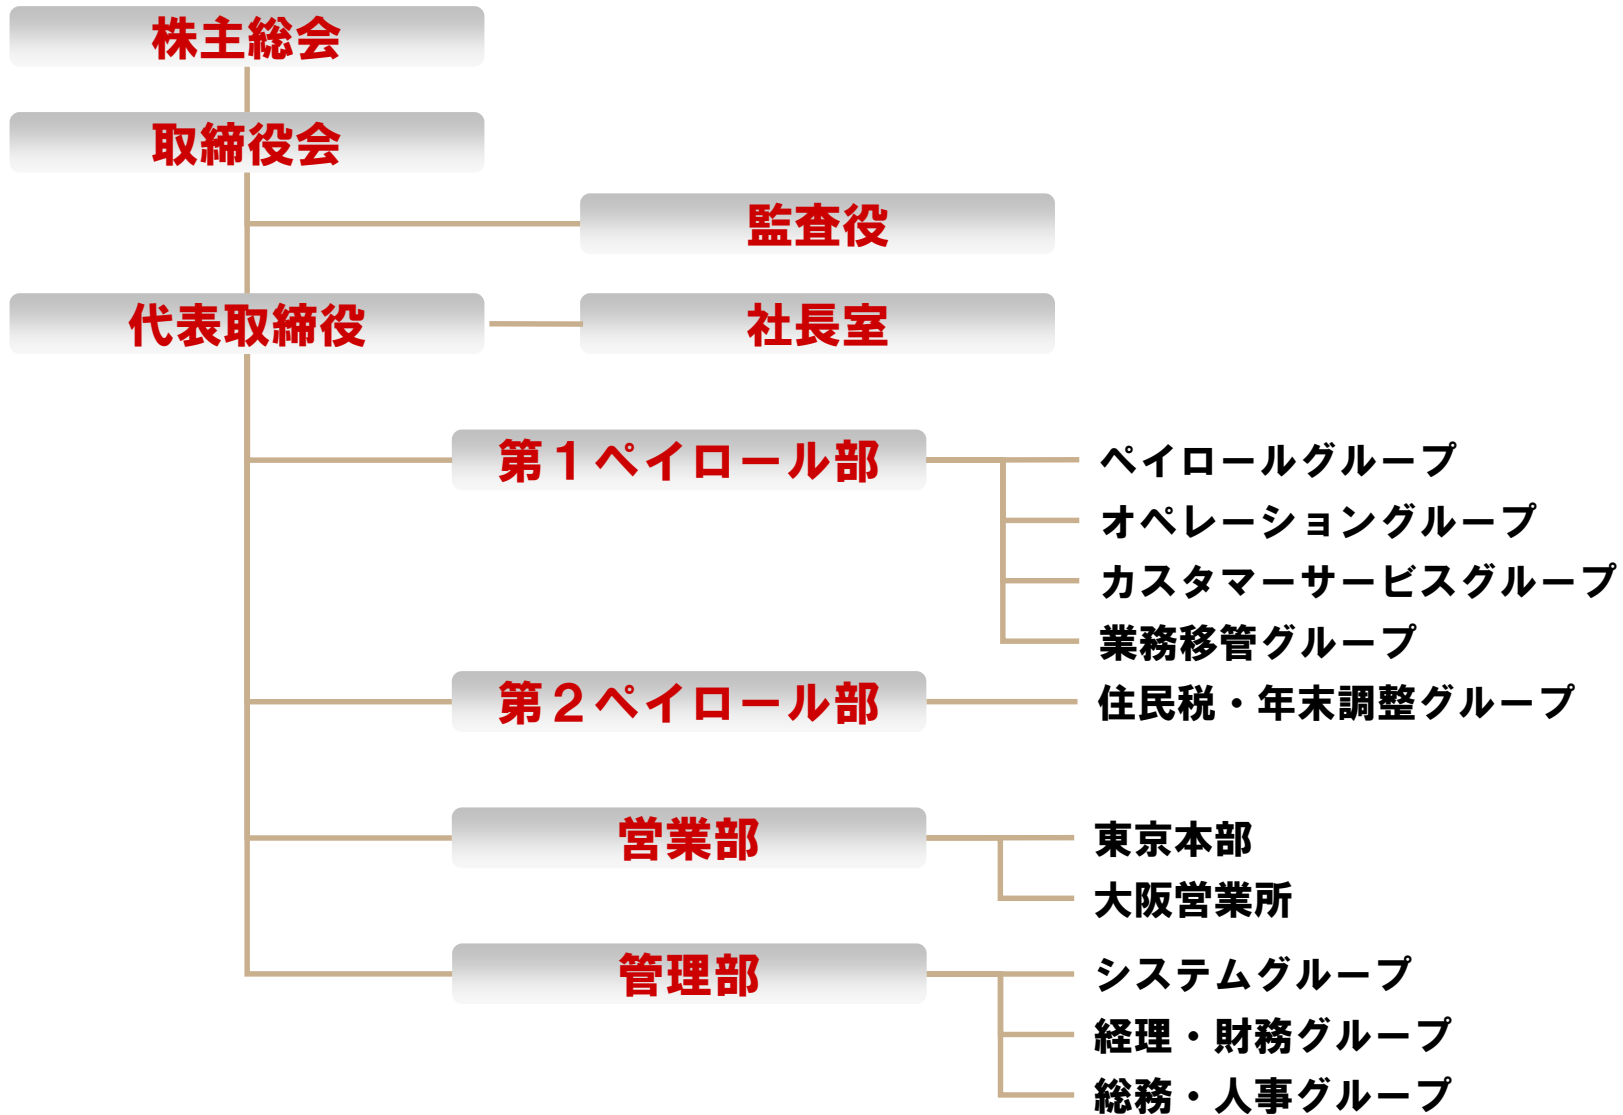 株主総会
取締役会
監査役
代表取締役
社長室
第１ペイロール部
ペイログループ
オペレーショングループ
カスタマーサービスグループ
業務移管グループ
第２ペイロール部
住民税・年末調整グループ
営業部
東京本部
大阪営業所
管理部
システムグループ
経理・財務グループ
総務・人事グループ